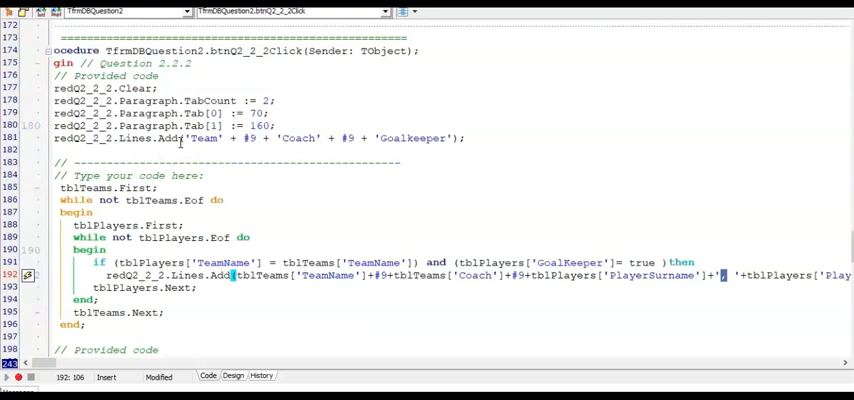 TfrmDBQuestion2 TfrmDBQuestion2.btnQ2_2_2Click
172
173 ====================================================
174 ocedure TfrmDBQuestion2.btnQ2_2_2Click(Sender: TObject);
175 gin // Question 2.2.2
176 // Provided code
177 redQ2_2_2.Clear;
178 redQ2_2_2.Paragraph.TabCount := 2;
179 redQ2_2_2.Paragraph.Tab[0] := 70;
180 180 redQ2_2_2.Paragraph.Tab[1] := 160;
181 redQ2_2_2.Lines.Add('Team' + #9 + 'Coach' + #9 + 'Goalkeeper');
182
183 // -------------------------------------------------
184 // Type your code here:
185 tblTeams.First;
186 while not tblTeams.Eof do
187 begin
188 tblPlayers.First;
189 while not tblPlayers.Eof do
190 190 begin
191 if (tblPlayers['TeamName'] = tblTeams['TeamName']) and (tblPlayers['GoalKeeper']= true )then
192 redQ2_2_2.Lines.Add(tblTeams['TeamName']+#9+tblTeams['Coach']+#9+tblPlayers['PlayerSurname']+', '+tblPlayers['Play
193 tblPlayers.Next;
194 end;
195 tblTeams.Next;
196 end;
197
198 // Provided code
243
192: 106 Insert Modified Code Design History